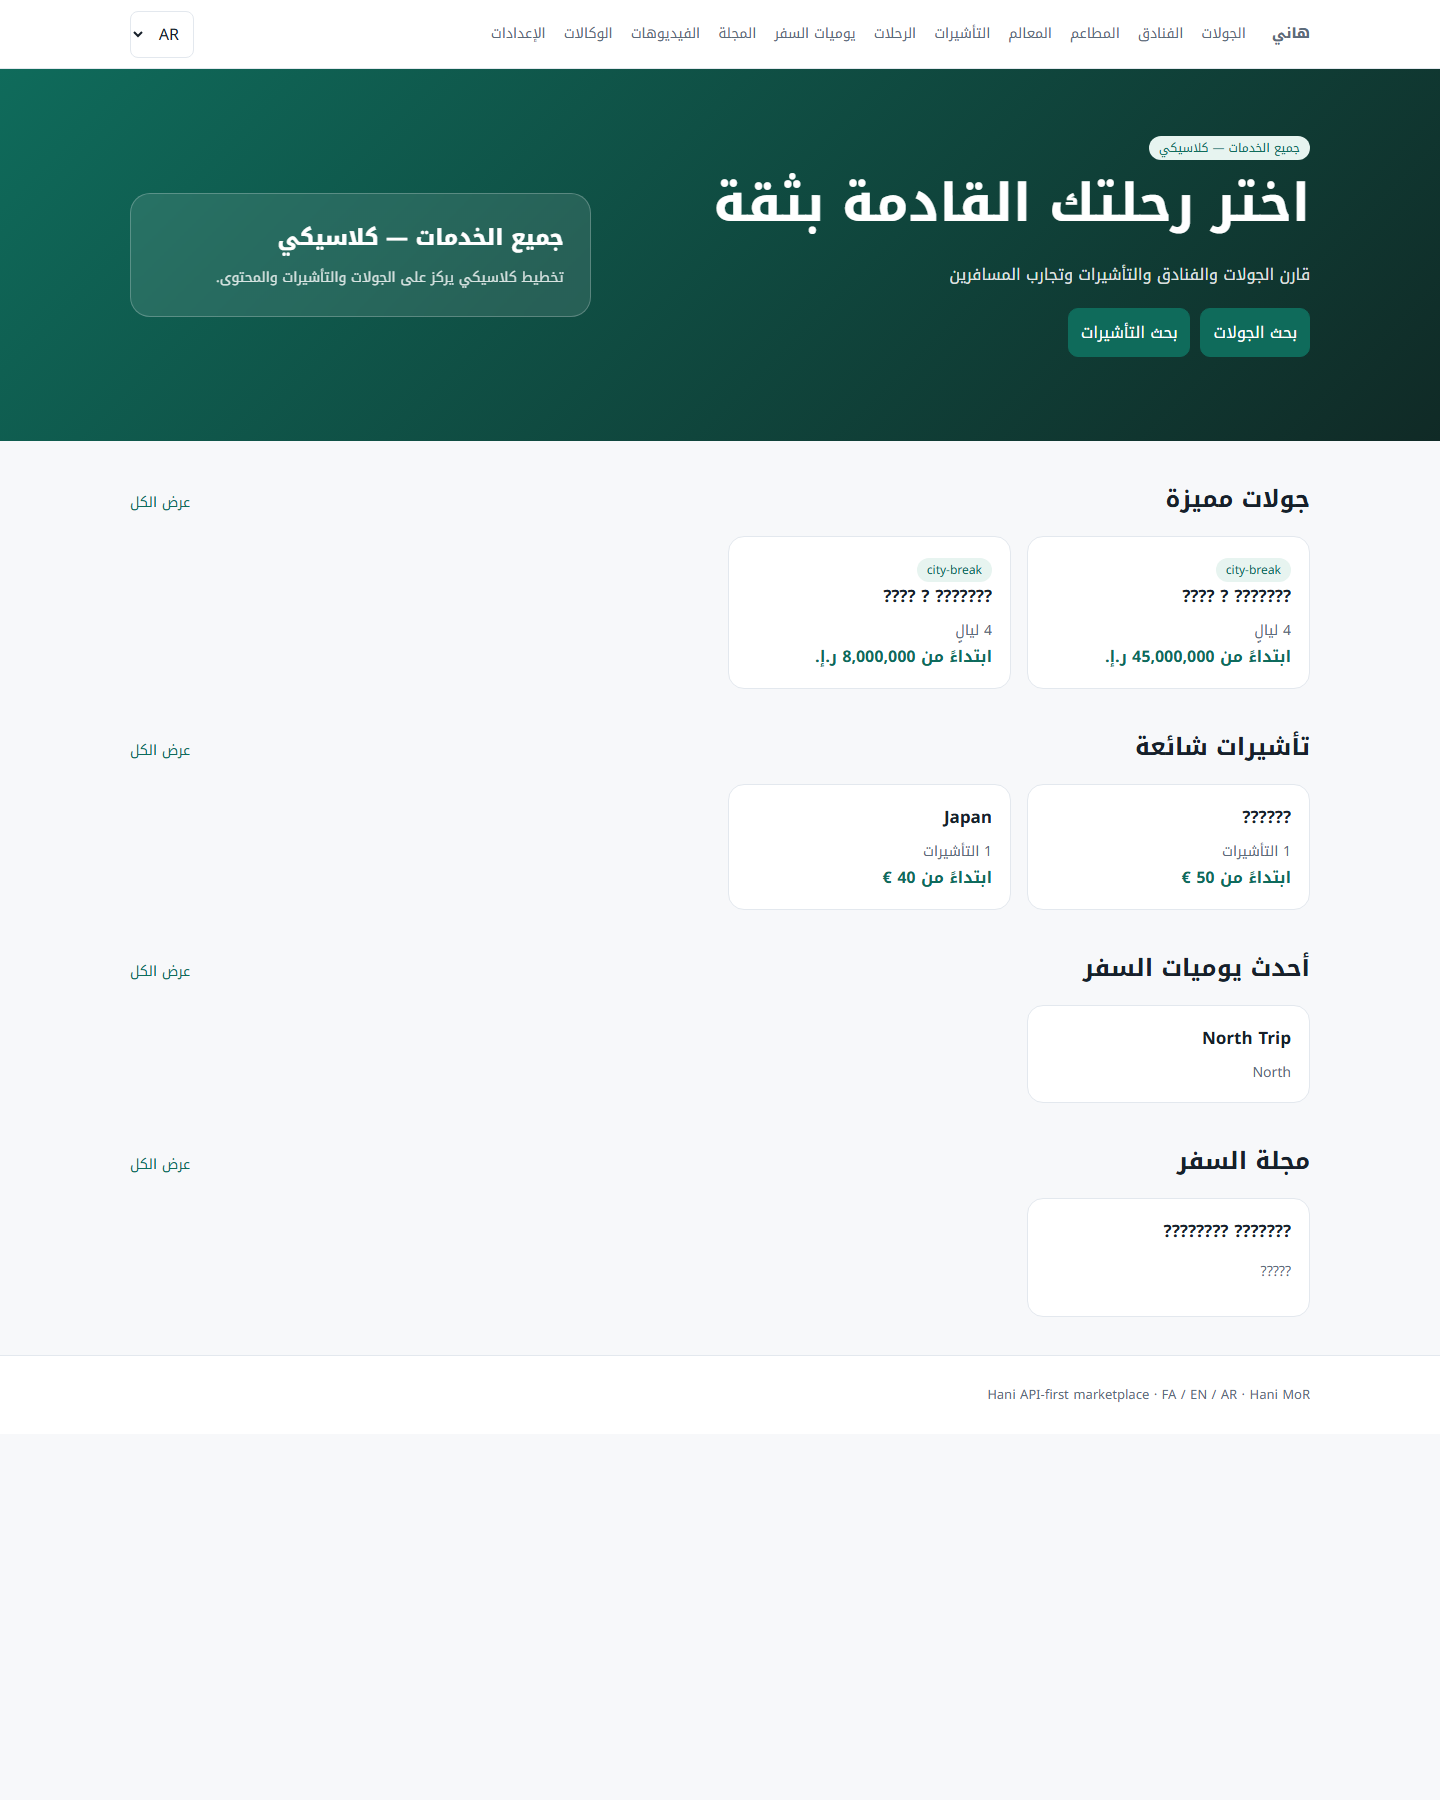 هاني الجولات الفنادق المطاعم المعالم التأشيرات الرحلات يوميات السفر المجلة الفيديوهات الوكالات الإعدادات AR
جميع الخدمات — كلاسيكي
اختر رحلتك القادمة بثقة
قارن الجولات والفنادق والتأشيرات وتجارب المسافرين
بحث الجولات
بحث التأشيرات
جميع الخدمات — كلاسيكي
تخطيط كلاسيكي يركز على الجولات والتأشيرات والمحتوى.
جولات مميزة
عرض الكل
city-break
??????? ? ????
4 ليالٍ
ابتداءً من 45,000,000 ر.إ.
city-break
??????? ? ????
4 ليالٍ
ابتداءً من 8,000,000 ر.إ.
تأشيرات شائعة
عرض الكل
??????
1 التأشيرات
ابتداءً من 50 €
Japan
1 التأشيرات
ابتداءً من 40 €
أحدث يوميات السفر
عرض الكل
North Trip
North
مجلة السفر
عرض الكل
??????? ????????
?????
Hani API-first marketplace · FA / EN / AR · Hani MoR